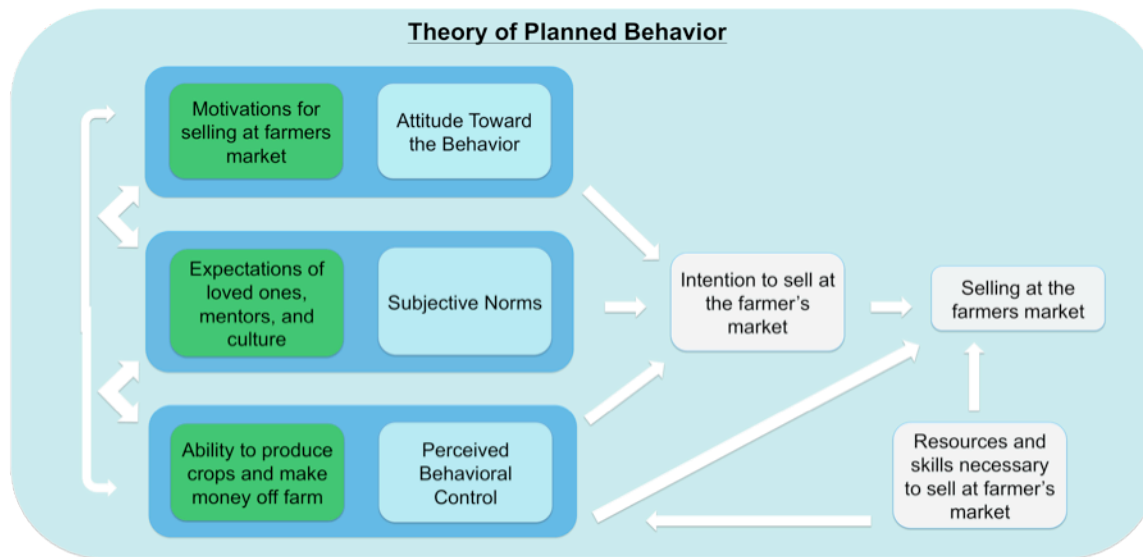 Theory of Planned Behavior
Motivations for
selling at farmers
market
Attitude Toward
the Behavior
Expectations of
loved ones,
mentors, and
culture
Subjective Norms
Intention to sell at
the farmer's
market
Selling at the
farmers market
Ability to produce
crops and make
money off farm
Perceived
Behavioral
Control
Resources and
skills necessary
to sell at farmer's
market